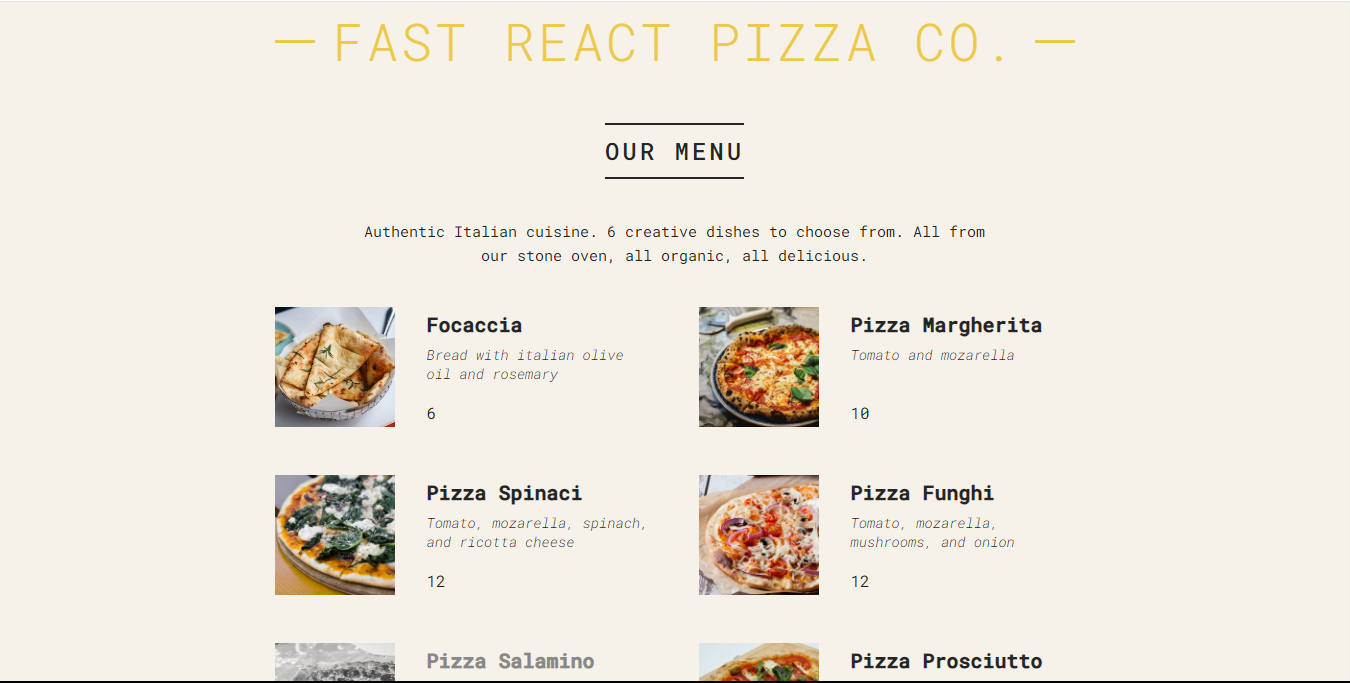 FAST REACT PIZZA CO.
OUR MENU
Authentic Italian cuisine. 6 creative dishes to choose from. All from
our stone oven, all organic, all delicious.
Focaccia
Bread with italian olive
oil and rosemary
6
Pizza Margherita
Tomato and mozarella
10
Pizza Spinaci
Tomato, mozarella, spinach,
and ricotta cheese
12
Pizza Funghi
Tomato, mozarella,
mushrooms, and onion
12
Pizza Salamino
Pizza Prosciutto